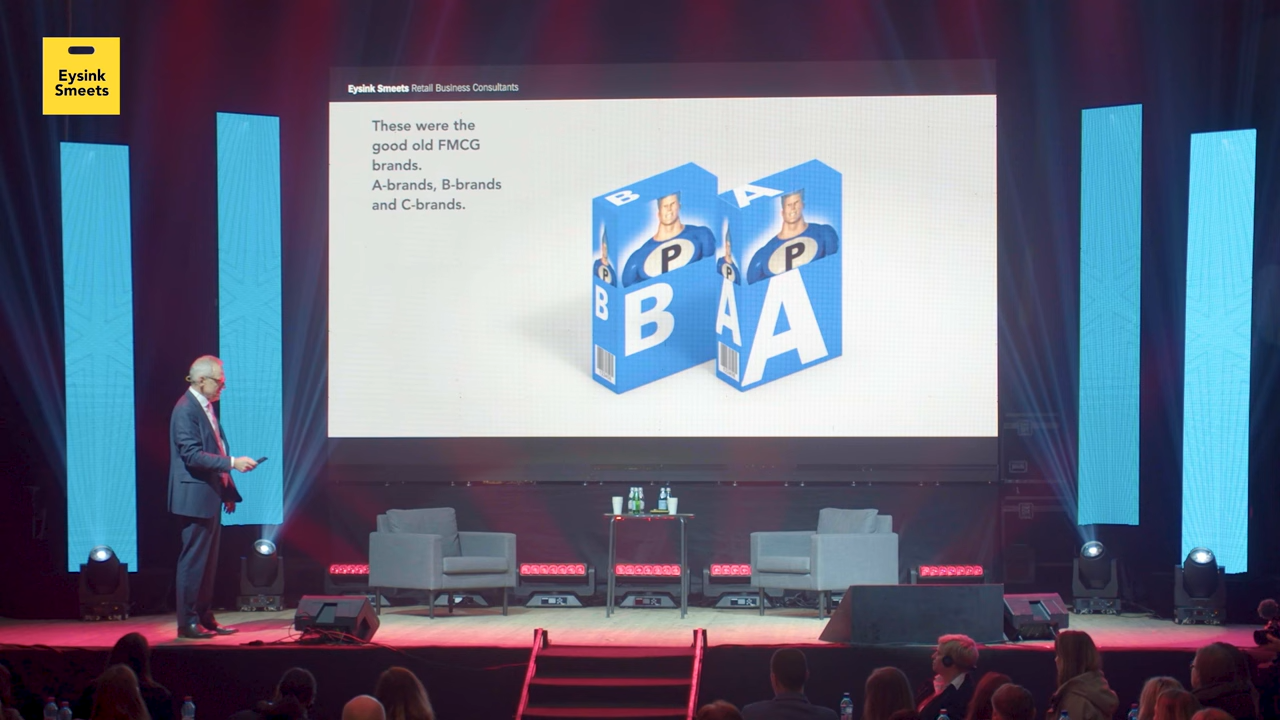 Eysink
Smeets
Eysink Smeets Retail Business Consultants
These were the
good old FMCG
brands.
A-brands, B-brands
and C-brands.
B
A
P
P
P
P
B
B
A
A